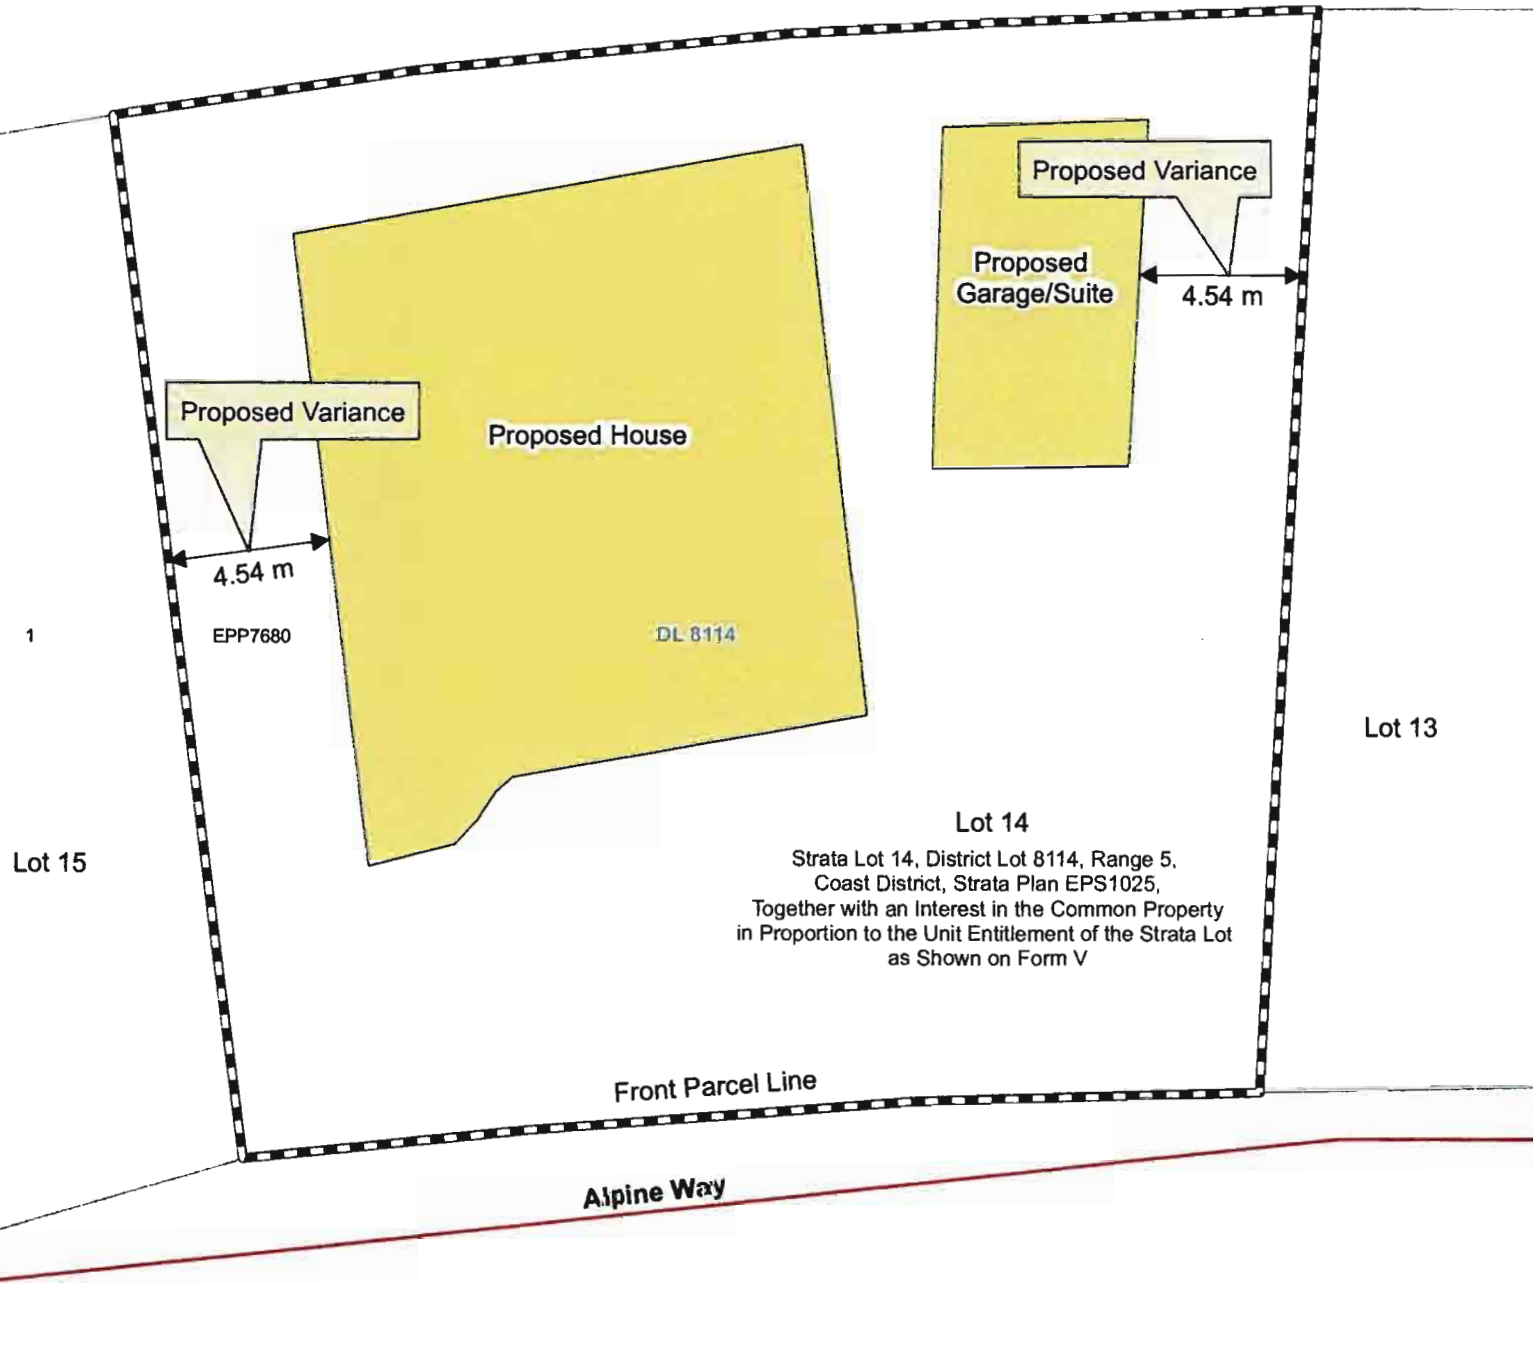 Proposed Variance
Proposed
Garage/Suite
4.54 m
Proposed Variance
Proposed House
4.54 m
1
EPP7680
DL 8114
Lot 13
Lot 14
Lot 15
Strata Lot 14, District Lot 8114, Range 5,
Coast District, Strata Plan EPS1025,
Together with an Interest in the Common Property
in Proportion to the Unit Entitlement of the Strata Lot
as Shown on Form V
Front Parcel Line
Alpine Way